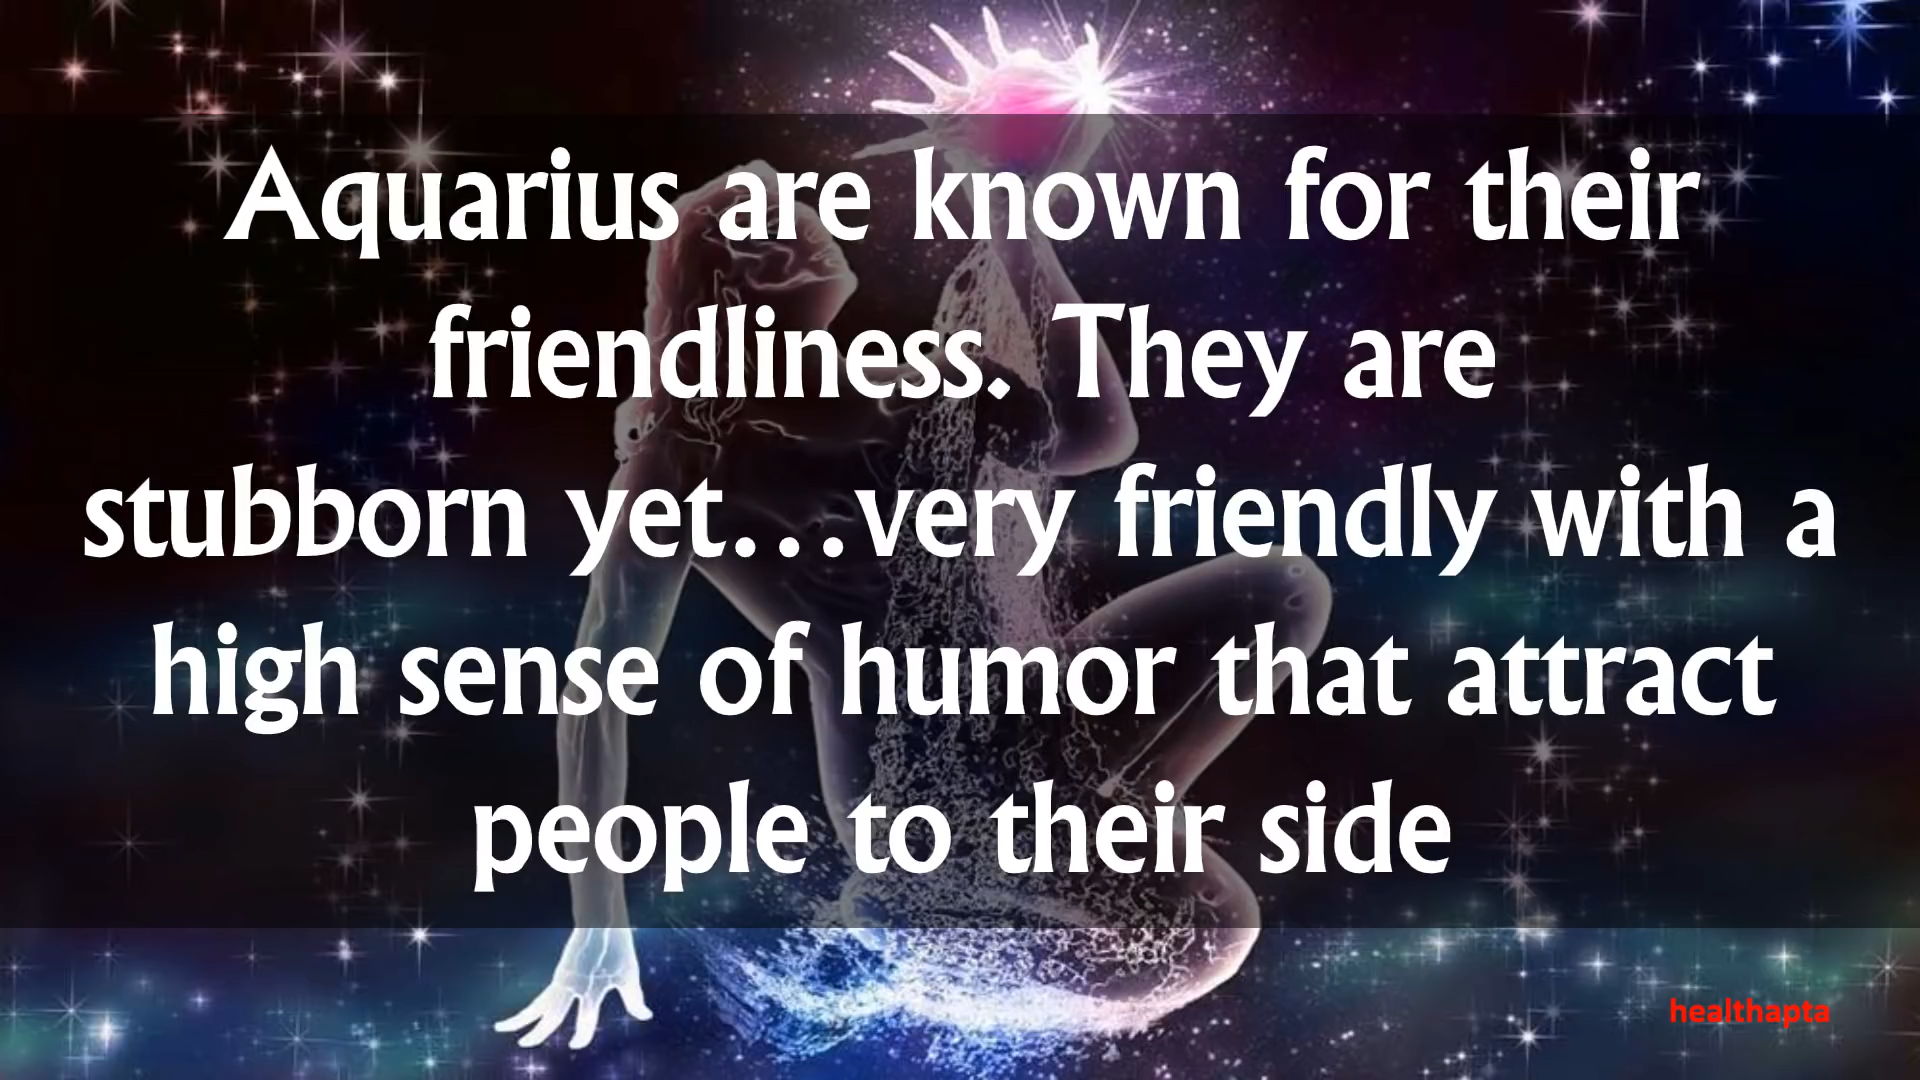 Aquarius are known for their
friendliness. They are
stubborn yet...very friendly with a
high sense of humor that attract
people to their side
healthapta